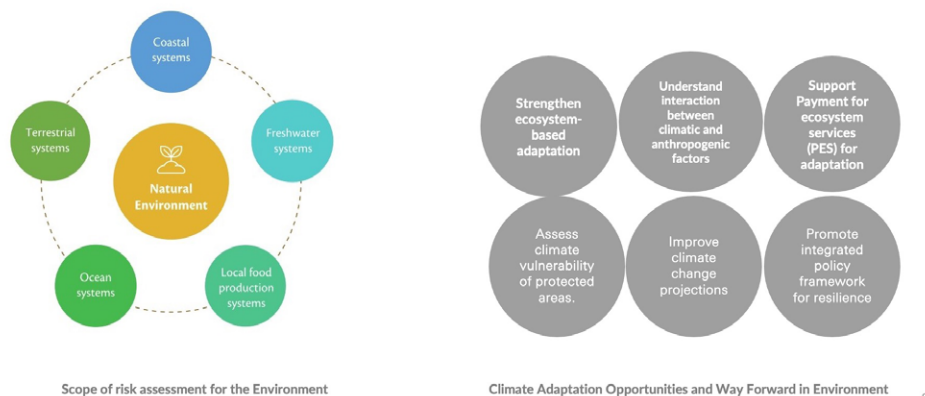 Coastal
systems
Terrestrial
systems
Freshwater
systems
Natural
Environment
Ocean
systems
Local food
production
systems
Scope of risk assessment for the Environment
Strengthen
ecosystem-
based
adaptation
Understand
interaction
between
climatic and
anthropogenic
factors
Support
Payment for
ecosystem
services
(PES) for
adaptation
Assess
climate
vulnerability
of protected
areas.
Improve
climate
change
projections
Promote
integrated
policy
framework
for resilience
Climate Adaptation Opportunities and Way Forward in Environment